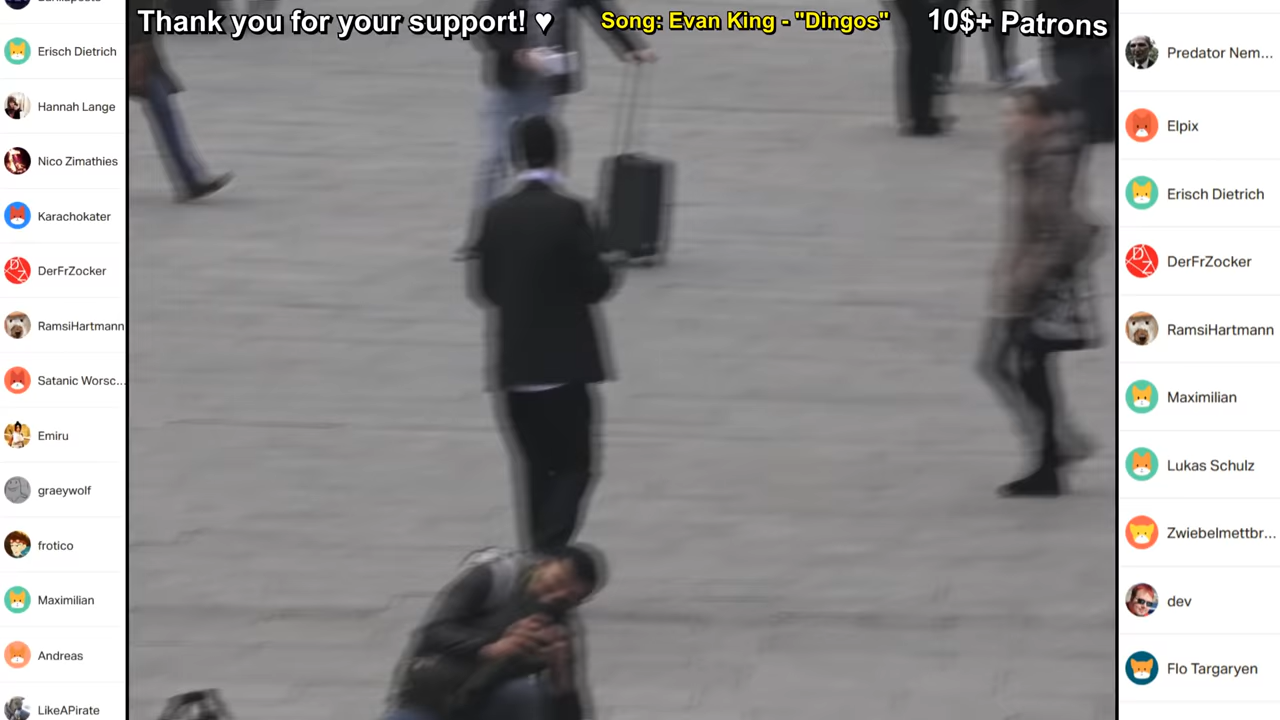 Thank you for your support! ♥
Song: Evan King - "Dingos"
10$+ Patrons
Erisch Dietrich
Hannah Lange
Nico Zimathies
Karachokater
DerFrZocker
RamsiHartmann
Satanic Worsc...
Emiru
graeywolf
frotico
Maximilian
Andreas
LikeAPirate
Predator Nem...
Elpix
Erisch Dietrich
DerFrZocker
RamsiHartmann
Maximilian
Lukas Schulz
Zwiebelmettbr...
dev
Flo Targaryen